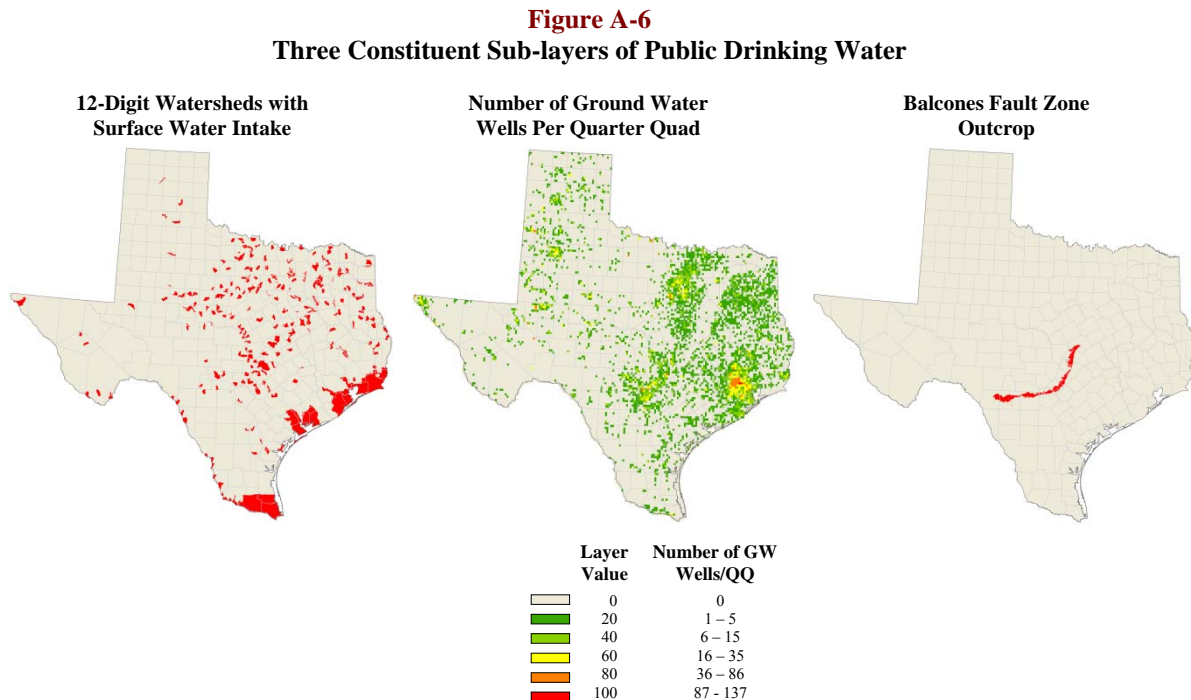 Figure A-6
Three Constituent Sub-layers of Public Drinking Water
12-Digit Watersheds with
Surface Water Intake
Number of Ground Water
Wells Per Quarter Quad
Balcones Fault Zone
Outcrop
Layer Value Number of GW Wells/QQ
0 0
20 1 – 5
40 6 – 15
60 16 – 35
80 36 – 86
100 87 - 137